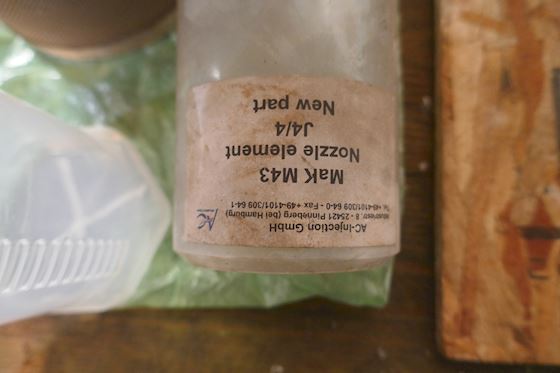 AC-Injection GmbH
Industriestr. 8 - 25421 Pinneberg (bei Hamburg)
Tel. +49-4101/309 64-0 - Fax +49-4101/309 64-1
MaK M43
Nozzle element
J4/4
New part